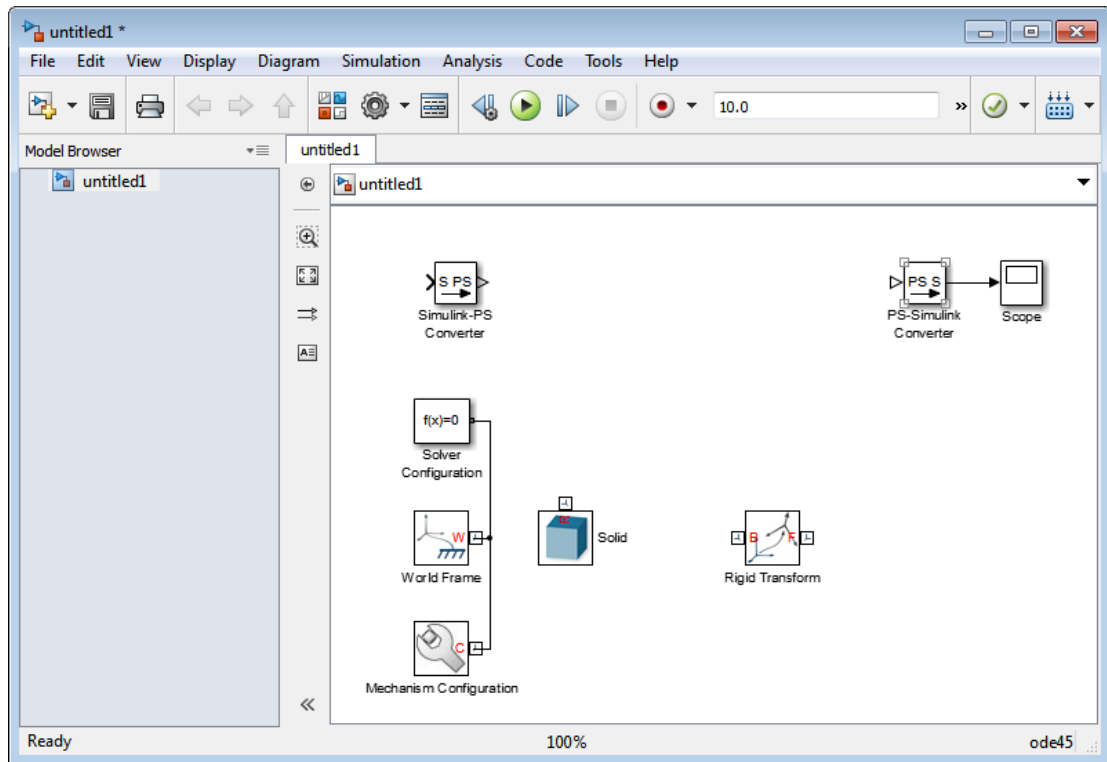 untitled1 *
File Edit View Display Diagram Simulation Analysis Code Tools Help
10.0 »
Model Browser untitled1
untitled1
untitled1
S PS
Simulink-PS
Converter
PS S
PS-Simulink
Converter
Scope
f(x)=0
Solver
Configuration
W
World Frame
R
Solid
B F
Rigid Transform
C
Mechanism Configuration
Ready 100% ode45